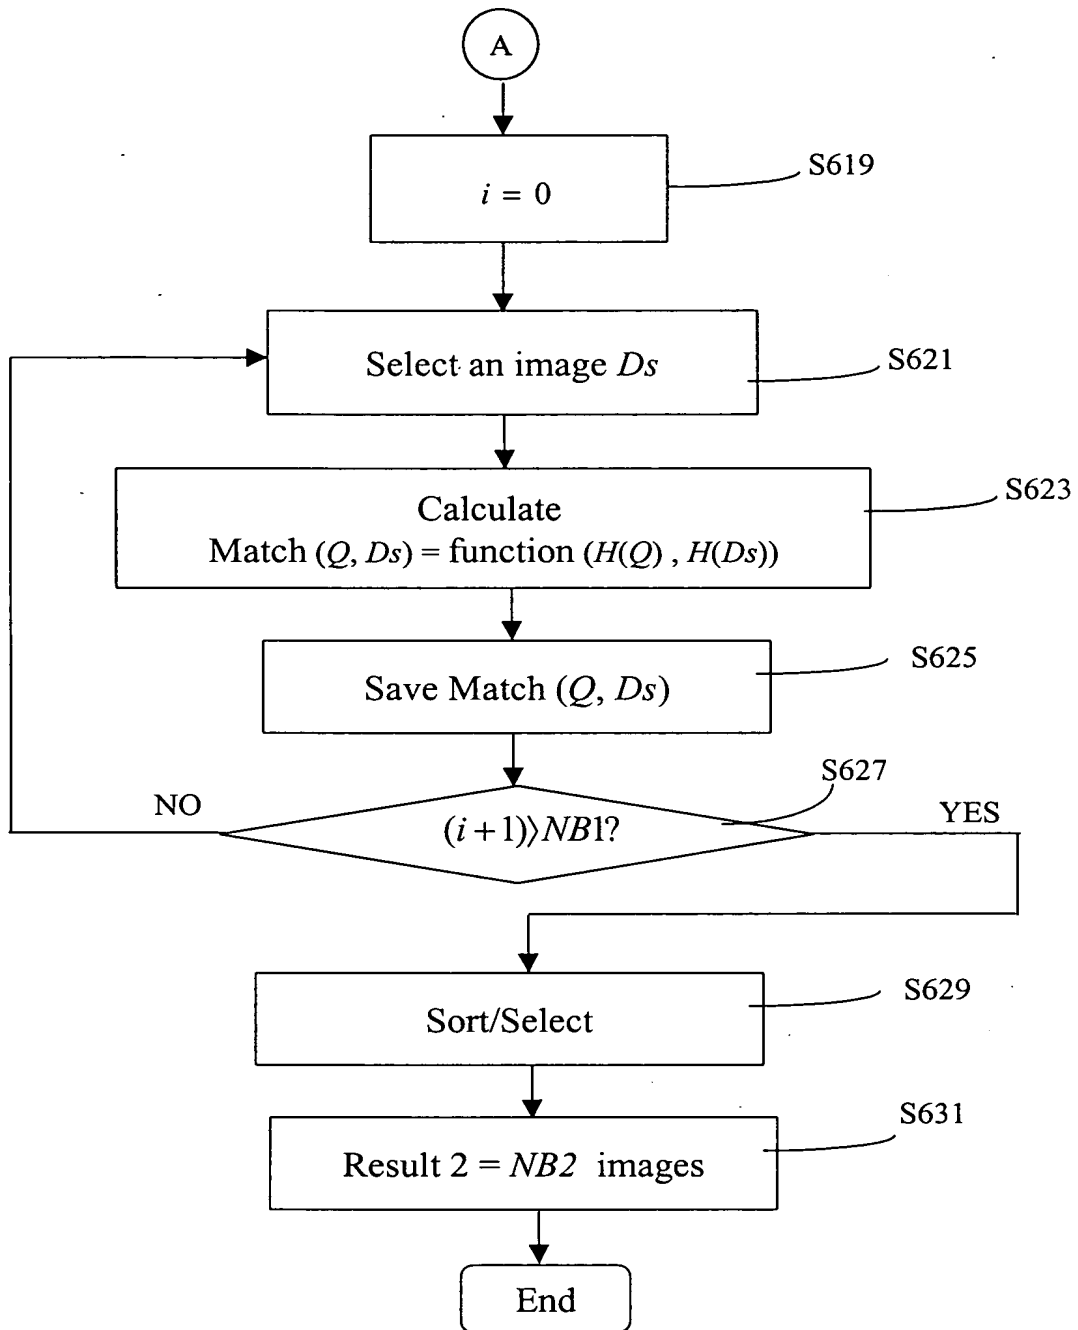 A
i = 0
S619
Select an image Ds
S621
Calculate
Match (Q, Ds) = function (H(Q) , H(Ds))
S623
Save Match (Q, Ds)
S625
S627
NO
(i + 1)⟩NB1?
YES
Sort/Select
S629
Result 2 = NB2 images
S631
End